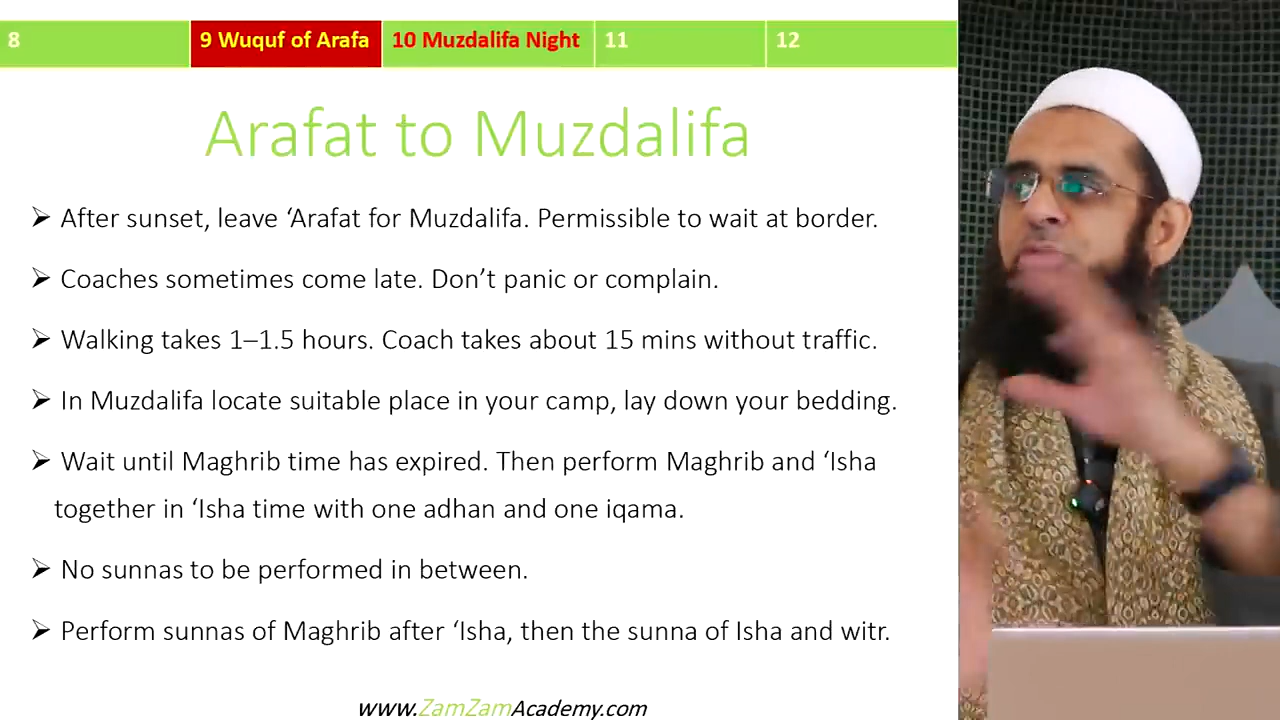 8
9 Wuquf of Arafa
10 Muzdalifa Night
11
12
Arafat to Muzdalifa
➢ After sunset, leave ‘Arafat for Muzdalifa. Permissible to wait at border.
➢ Coaches sometimes come late. Don’t panic or complain.
➢ Walking takes 1–1.5 hours. Coach takes about 15 mins without traffic.
➢ In Muzdalifa locate suitable place in your camp, lay down your bedding.
➢ Wait until Maghrib time has expired. Then perform Maghrib and ‘Isha
together in ‘Isha time with one adhan and one iqama.
➢ No sunnas to be performed in between.
➢ Perform sunnas of Maghrib after ‘Isha, then the sunna of Isha and witr.
www.ZamZamAcademy.com